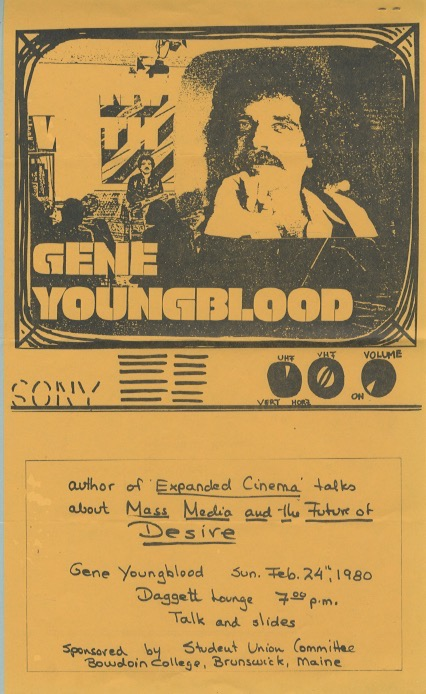 GENE
YOUNGBLOOD
SONY
UHF VHF VOLUME
VERT HORZ ON
author of 'Expanded Cinema' talks
about Mass Media and the Future of
Desire
Gene Youngblood Sun. Feb. 24th, 1980
Daggett Lounge 7:00 p.m.
Talk and slides
Sponsored by Student Union Committee
Bowdoin College, Brunswick, Maine